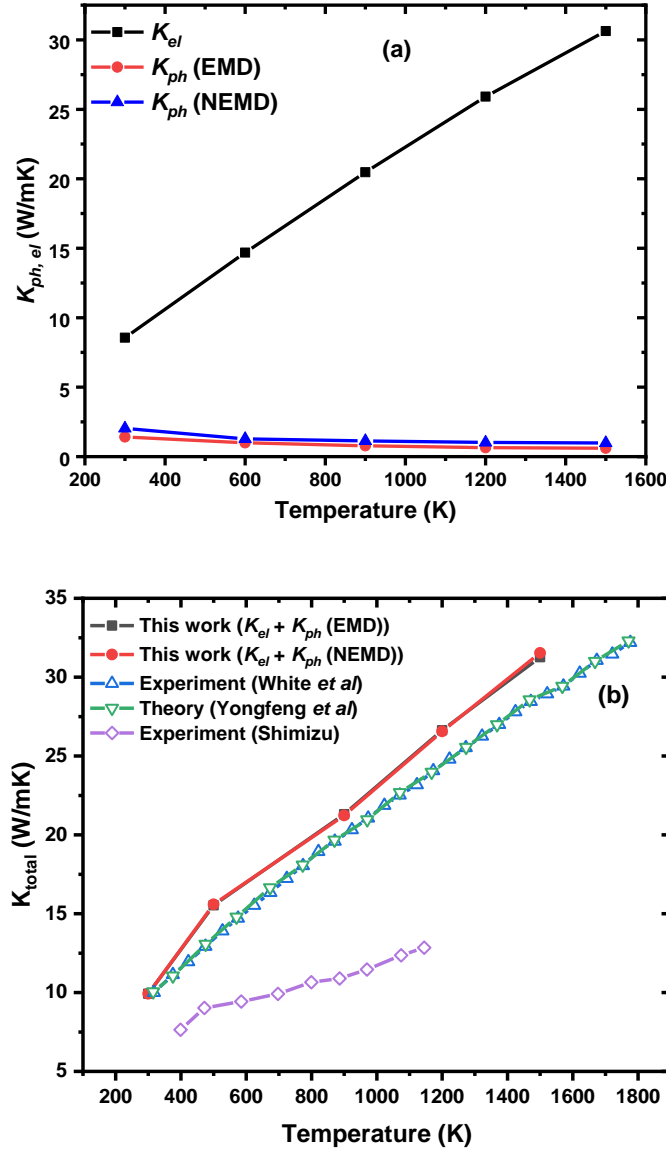 K_el
K_ph (EMD)
K_ph (NEMD)
(a)
30
25
20
15
10
5
0
K_ph, el (W/mK)
200 400 600 800 1000 1200 1400 1600
Temperature (K)
35
30
25
20
15
10
5
K_total (W/mK)
This work (K_el + K_ph (EMD))
This work (K_el + K_ph (NEMD))
Experiment (White et al)
Theory (Yongfeng et al)
Experiment (Shimizu)
(b)
200 400 600 800 1000 1200 1400 1600 1800
Temperature (K)